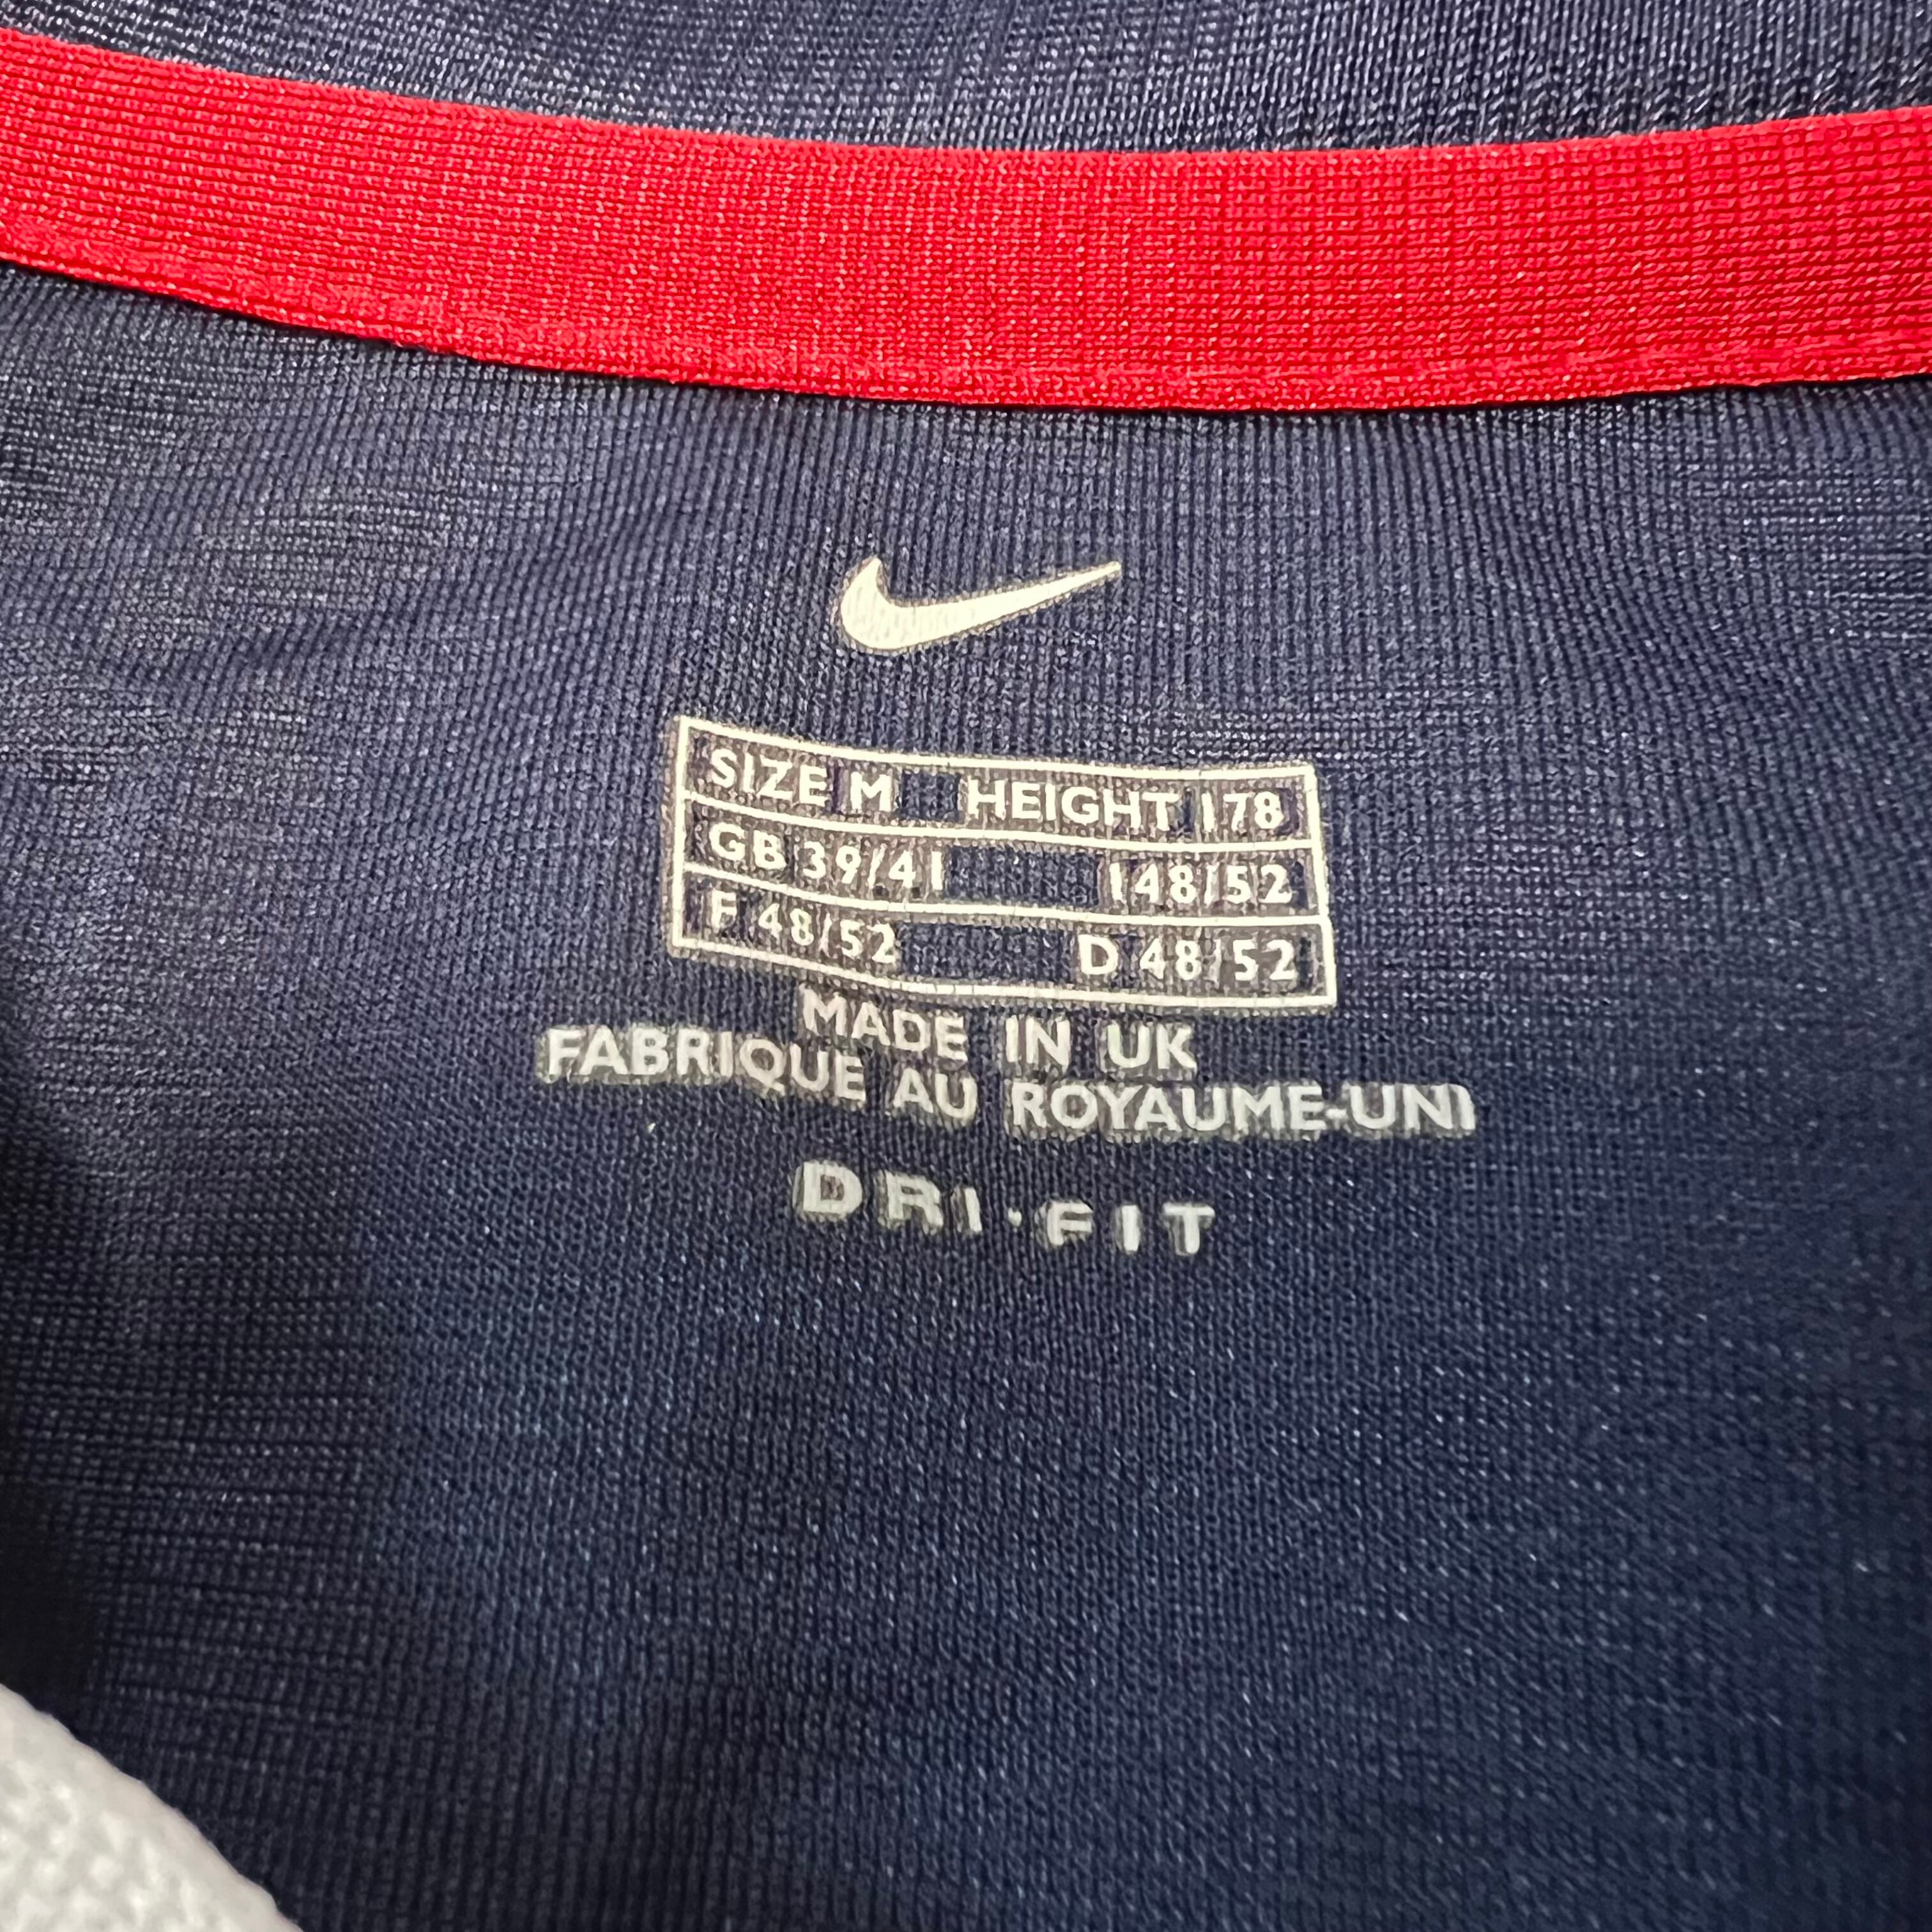 SIZE M HEIGHT 178
GB 39/41 I 48/52
F 48/52 D 48/52
MADE IN UK
FABRIQUE AU ROYAUME-UNI
DRI·FIT